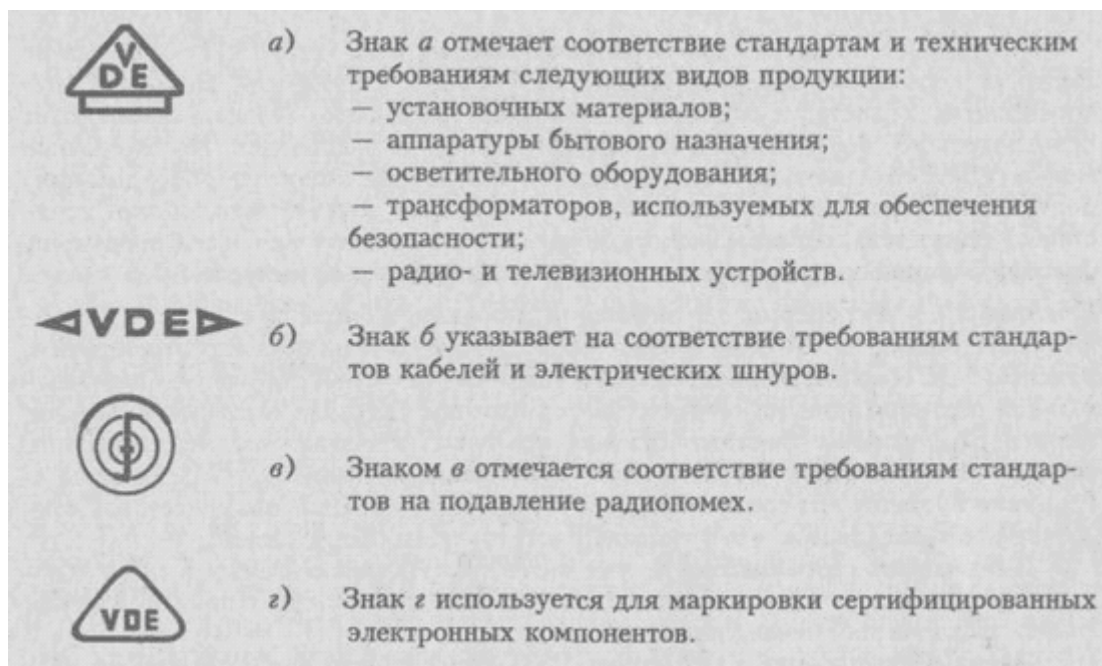 V
DE
а) Знак а отмечает соответствие стандартам и техническим
требованиям следующих видов продукции:
— установочных материалов;
— аппаратуры бытового назначения;
— осветительного оборудования;
— трансформаторов, используемых для обеспечения
безопасности;
— радио- и телевизионных устройств.
VDE
б) Знак б указывает на соответствие требованиям стандар-
тов кабелей и электрических шнуров.
в) Знаком в отмечается соответствие требованиям стандар-
тов на подавление радиопомех.
VDE
г) Знак г используется для маркировки сертифицированных
электронных компонентов.